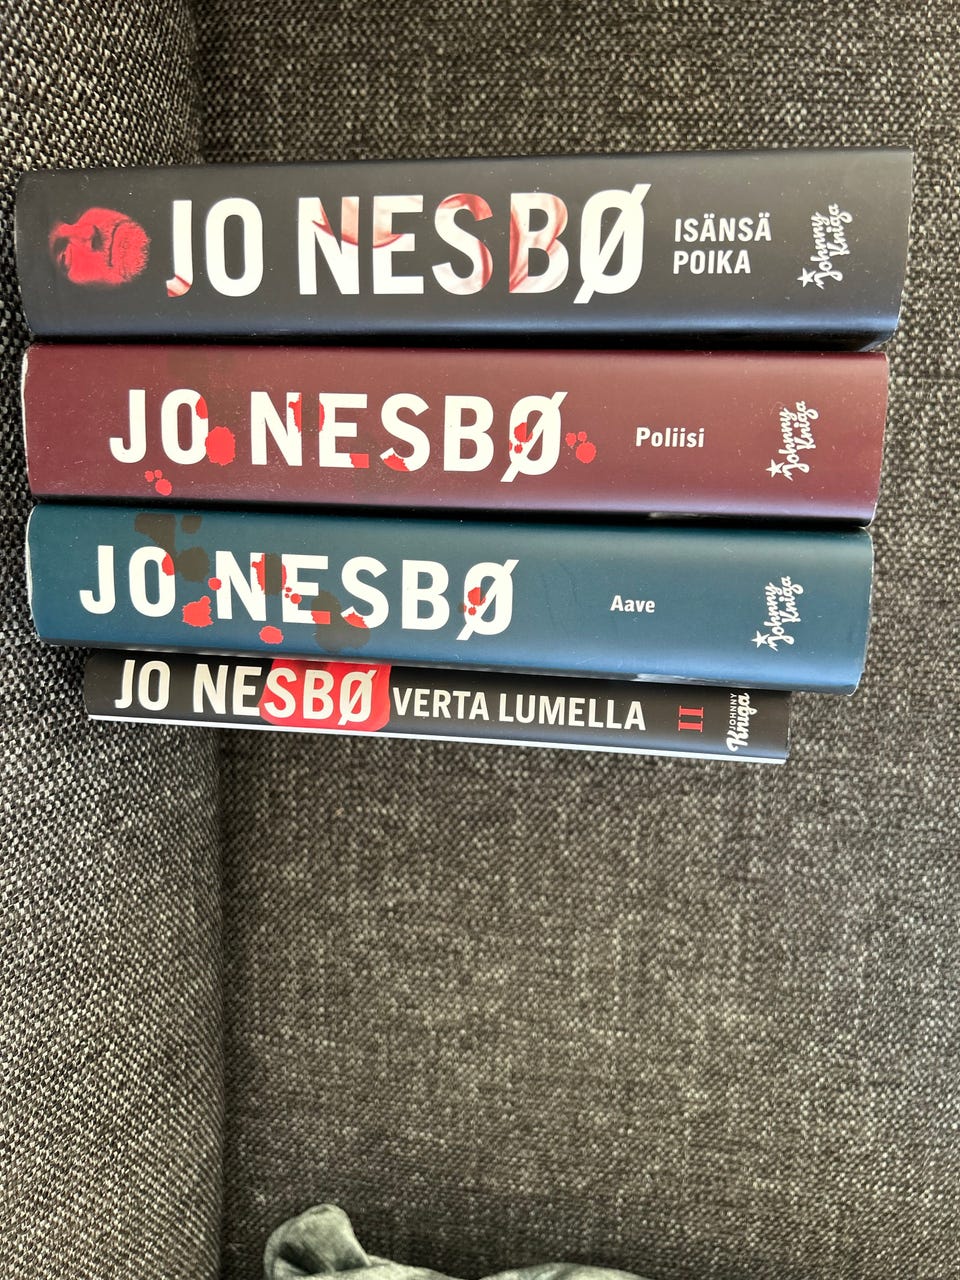 JO NESBØ
ISÄNSÄ
POIKA
Johnny
Kniga
JO NESBØ
Poliisi
Johnny
Kniga
JO NESBØ
Aave
Johnny
Kniga
JO NESBØ VERTA LUMELLA II
JOHNNY
Kniga